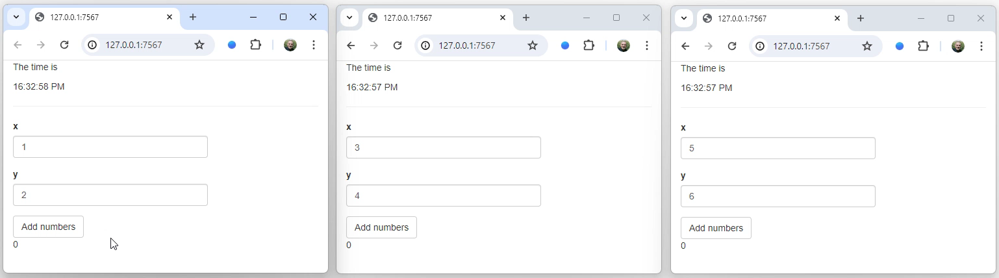 127.0.0.1:7567
127.0.0.1:7567
The time is
16:32:58 PM
x
1
y
2
Add numbers
0
127.0.0.1:7567
127.0.0.1:7567
The time is
16:32:57 PM
x
3
y
4
Add numbers
0
127.0.0.1:7567
127.0.0.1:7567
The time is
16:32:57 PM
x
5
y
6
Add numbers
0